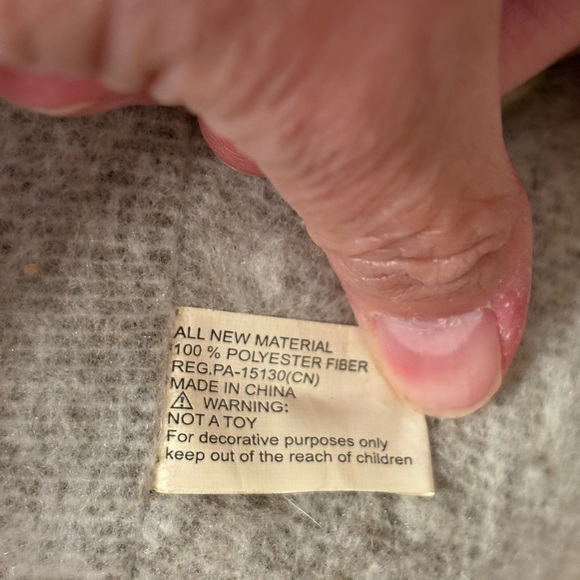 ALL NEW MATERIAL
100 % POLYESTER FIBER
REG.PA-15130(CN)
MADE IN CHINA
⚠ WARNING:
NOT A TOY
For decorative purposes only
keep out of the reach of children